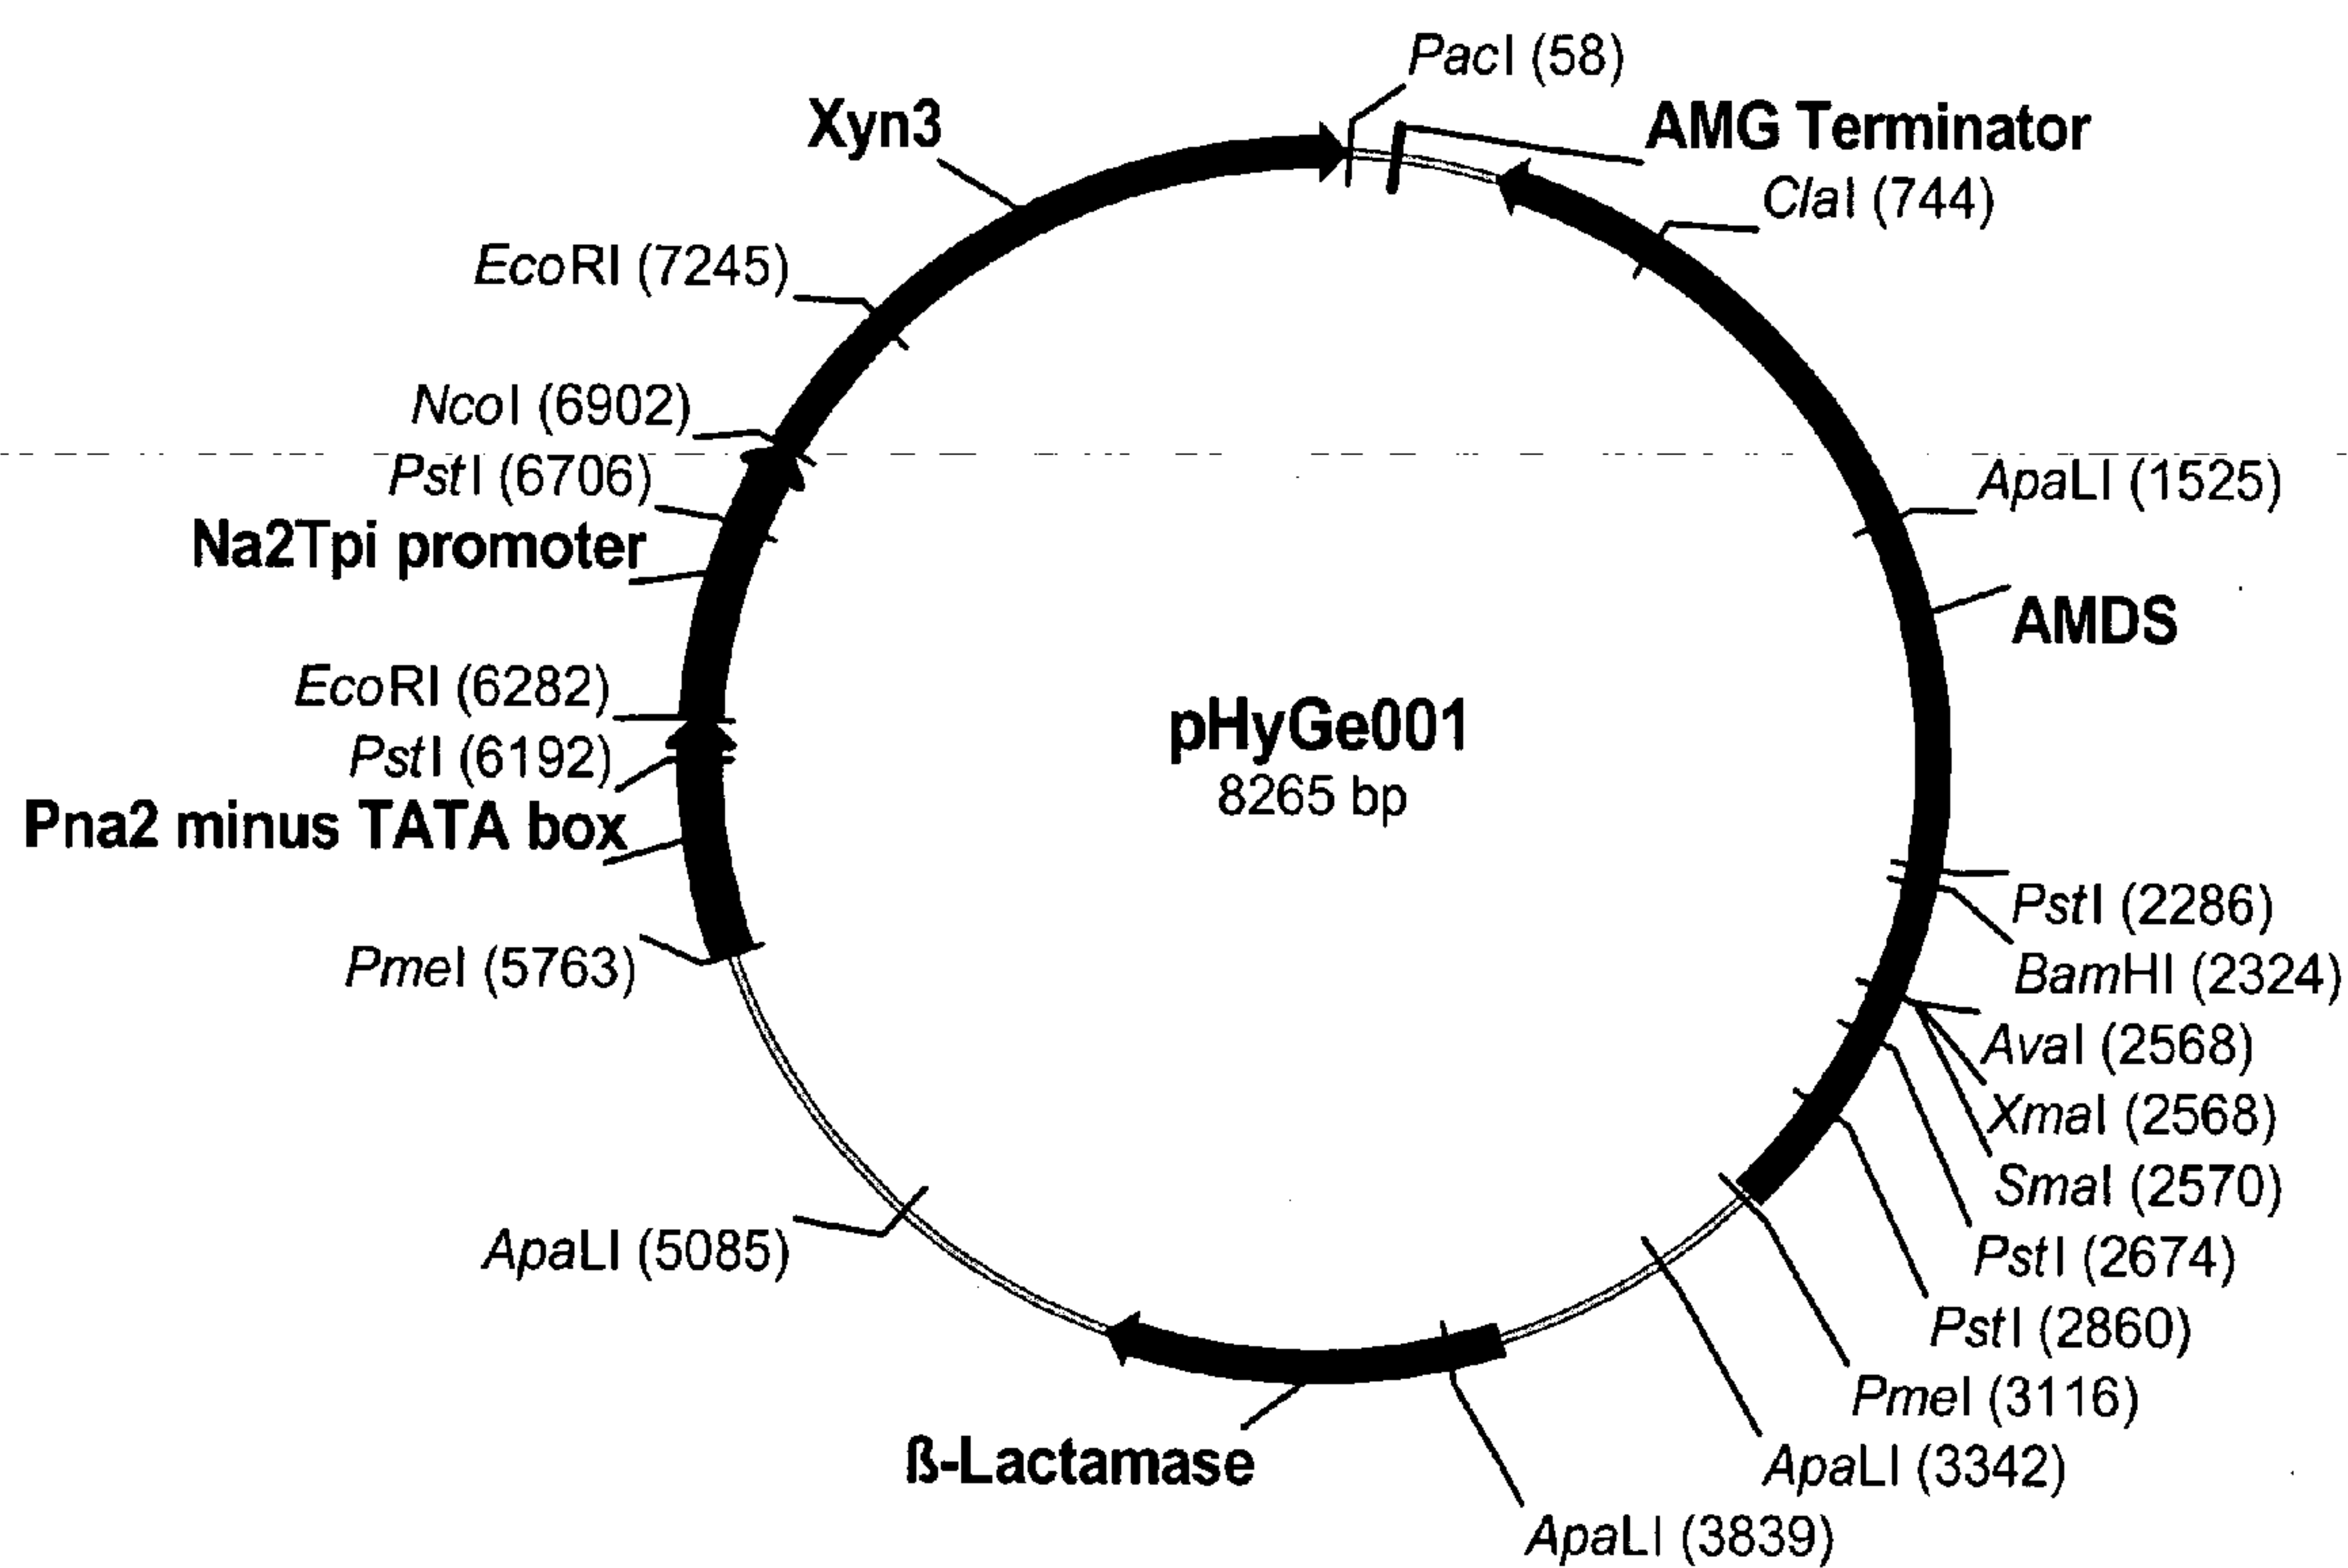 PacI (58)
Xyn3
AMG Terminator
ClaI (744)
EcoRI (7245)
NcoI (6902)
PstI (6706)
ApaLI (1525)
Na2Tpi promoter
AMDS
EcoRI (6282)
pHyGe001
PstI (6192)
8265 bp
Pna2 minus TATA box
PstI (2286)
PmeI (5763)
BamHI (2324)
AvaI (2568)
XmaI (2568)
SmaI (2570)
ApaLI (5085)
PstI (2674)
PstI (2860)
PmeI (3116)
ß-Lactamase
ApaLI (3342)
ApaLI (3839)